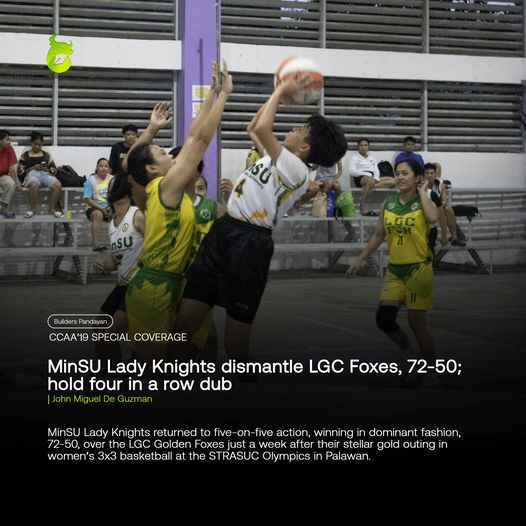 MinSU
4
MinSU
LGC
11
Builders Pandayan
CCAA'19 SPECIAL COVERAGE
MinSU Lady Knights dismantle LGC Foxes, 72-50;
hold four in a row dub
| John Miguel De Guzman
MinSU Lady Knights returned to five-on-five action, winning in dominant fashion,
72-50, over the LGC Golden Foxes just a week after their stellar gold outing in
women's 3x3 basketball at the STRASUC Olympics in Palawan.